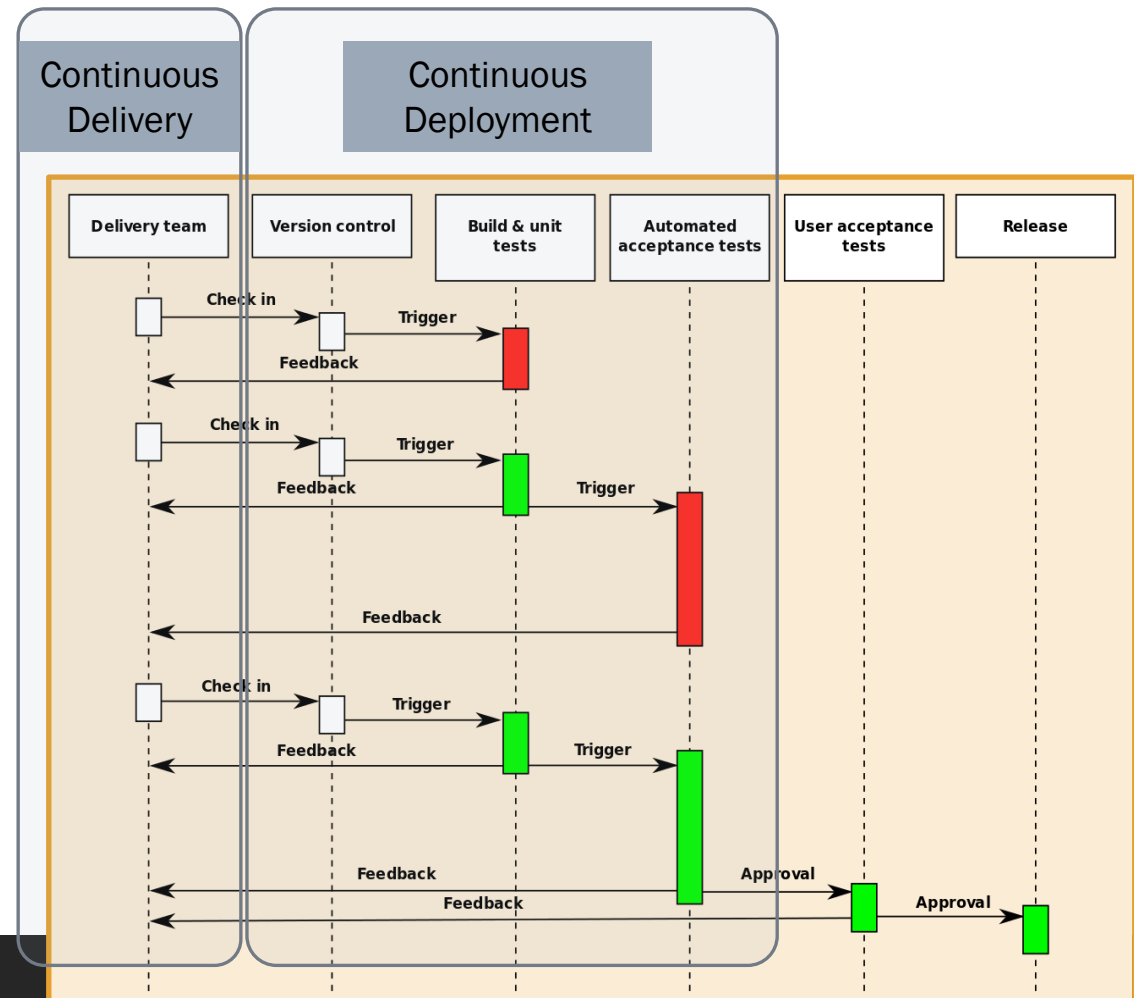 Continuous
Delivery
Continuous
Deployment
Delivery team
Version control
Build & unit
tests
Automated
acceptance tests
User acceptance
tests
Release
Check in
Trigger
Feedback
Check in
Trigger
Feedback
Trigger
Feedback
Check in
Trigger
Feedback
Trigger
Feedback
Approval
Feedback
Approval